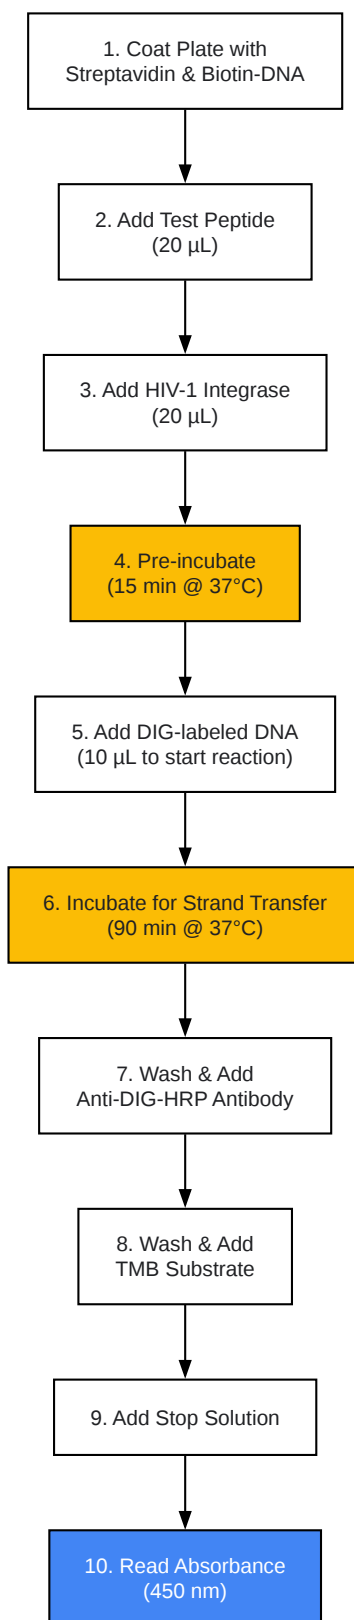 1. Coat Plate with
Streptavidin & Biotin-DNA
2. Add Test Peptide
(20 µL)
3. Add HIV-1 Integrase
(20 µL)
4. Pre-incubate
(15 min @ 37°C)
5. Add DIG-labeled DNA
(10 µL to start reaction)
6. Incubate for Strand Transfer
(90 min @ 37°C)
7. Wash & Add
Anti-DIG-HRP Antibody
8. Wash & Add
TMB Substrate
9. Add Stop Solution
10. Read Absorbance
(450 nm)